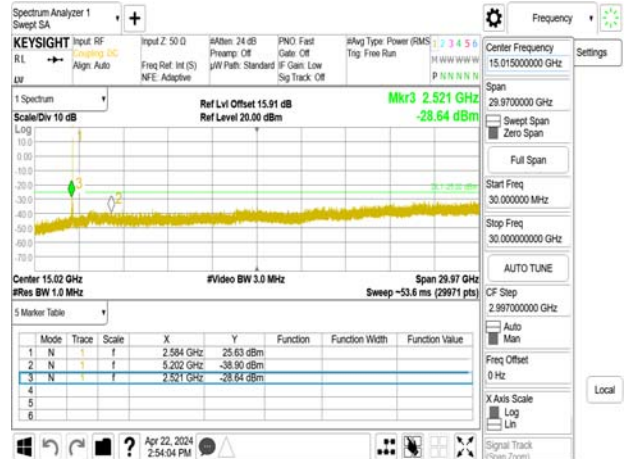 Spectrum Analyzer 1
Swept SA
+
Frequency
KEYSIGHT
RL
Input: RF
Coupling: DC
Align: Auto
Input Z: 50 Ω
Freq Ref: Int (S)
NFE: Adaptive
#Atten: 24 dB
Preamp: Off
µW Path: Standard
PNO: Fast
Gate: Off
IF Gain: Low
Sig Track: Off
#Avg Type: Power (RMS
Trig: Free Run
1 2 3 4 5 6
M W W W W W
P N N N N N
1 Spectrum
Scale/Div 10 dB
Ref Lvl Offset 15.91 dB
Ref Level 20.00 dBm
Mkr3 2.521 GHz
-28.64 dBm
Log
10.0
0.00
-10.0
-20.0
-30.0
-40.0
-50.0
-60.0
-70.0
1
3
2
Center 15.02 GHz
#Res BW 1.0 MHz
#Video BW 3.0 MHz
Span 29.97 GHz
Sweep ~53.6 ms (29971 pts)
5 Marker Table
Mode Trace Scale X Y Function Function Width Function Value
1 N 1 f 2.584 GHz 25.63 dBm
2 N 1 f 5.202 GHz -38.90 dBm
3 N 1 f 2.521 GHz -28.64 dBm
4
5
6
?
Apr 22, 2024
2:54:04 PM
Center Frequency
15.015000000 GHz
Settings
Span
29.9700000 GHz
Swept Span
Zero Span
Full Span
Start Freq
30.000000 MHz
Stop Freq
30.000000000 GHz
AUTO TUNE
CF Step
2.997000000 GHz
Auto
Man
Freq Offset
0 Hz
X Axis Scale
Log
Lin
Local
Signal Track
(Span Zoom)